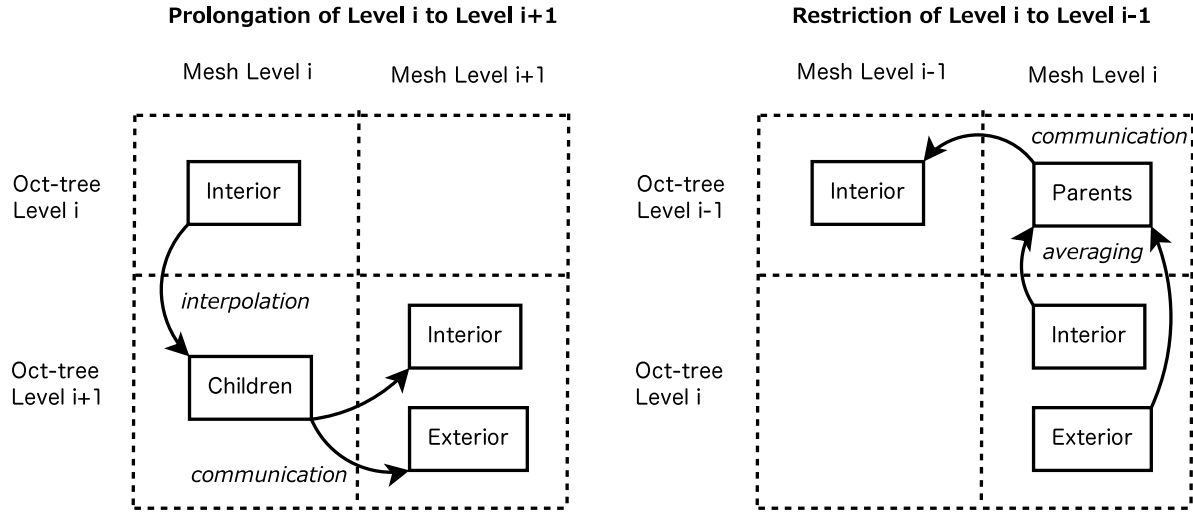 Prolongation of Level i to Level i+1
Mesh Level i
Mesh Level i+1
Oct-tree
Level i
Interior
interpolation
Oct-tree
Level i+1
Children
Interior
Exterior
communication
Restriction of Level i to Level i-1
Mesh Level i-1
Mesh Level i
communication
Oct-tree
Level i-1
Interior
Parents
averaging
Oct-tree
Level i
Interior
Exterior